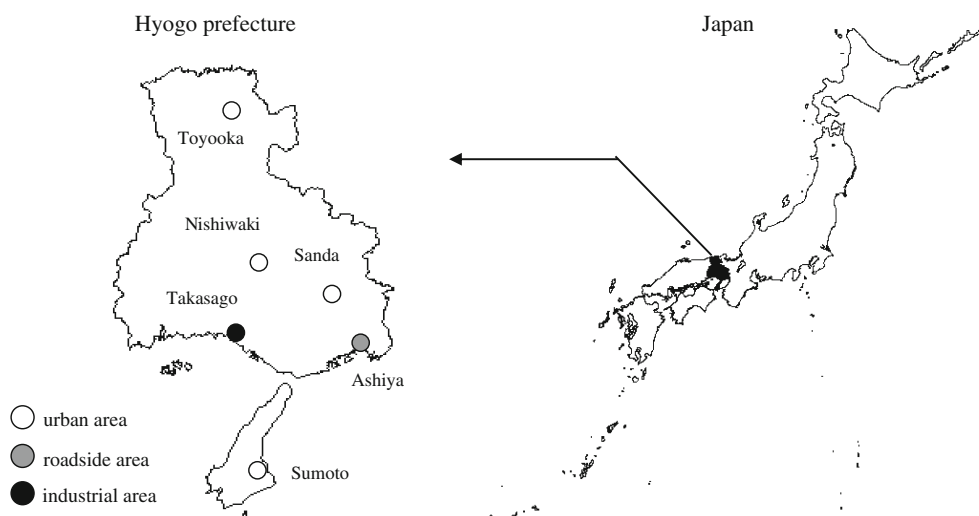 Hyogo prefecture
Japan
Toyooka
Nishiwaki
Sanda
Takasago
Ashiya
urban area
roadside area
Sumoto
industrial area